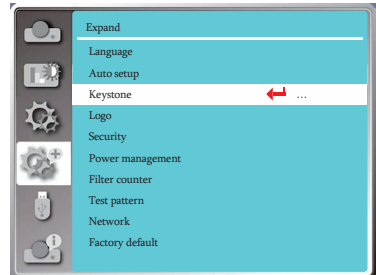 Expand
Language
Auto setup
Keystone ...
Logo
Security
Power management
Filter counter
Test pattern
Network
Factory default